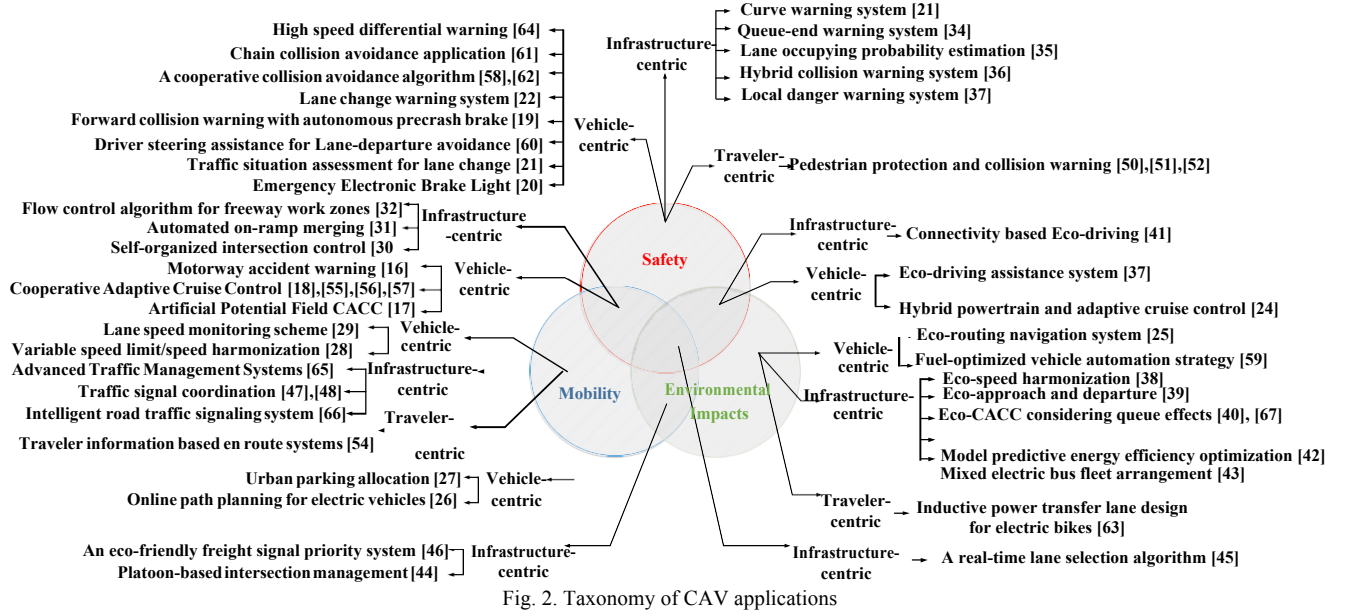 High speed differential warning [64]
Chain collision avoidance application [61]
A cooperative collision avoidance algorithm [58],[62]
Lane change warning system [22]
Forward collision warning with autonomous precrash brake [19]
Driver steering assistance for Lane-departure avoidance [60]
Traffic situation assessment for lane change [21]
Emergency Electronic Brake Light [20]
Vehicle-
centric
Infrastructure-
centric
Curve warning system [21]
Queue-end warning system [34]
Lane occupying probability estimation [35]
Hybrid collision warning system [36]
Local danger warning system [37]
Traveler-
centric
Pedestrian protection and collision warning [50],[51],[52]
Flow control algorithm for freeway work zones [32]
Automated on-ramp merging [31]
Self-organized intersection control [30
Infrastructure
-centric
Motorway accident warning [16]
Cooperative Adaptive Cruise Control [18],[55],[56],[57]
Artificial Potential Field CACC [17]
Vehicle-
centric
Lane speed monitoring scheme [29]
Variable speed limit/speed harmonization [28]
Vehicle-
centric
Advanced Traffic Management Systems [65]
Traffic signal coordination [47],[48]
Intelligent road traffic signaling system [66]
Infrastructure-
centric
Traveler information based en route systems [54]
Traveler-
centric
Urban parking allocation [27]
Online path planning for electric vehicles [26]
Vehicle-
centric
An eco-friendly freight signal priority system [46]
Platoon-based intersection management [44]
Infrastructure-
centric
Safety
Mobility
Environmental
Impacts
Infrastructure-
centric
Connectivity based Eco-driving [41]
Vehicle-
centric
Eco-driving assistance system [37]
Hybrid powertrain and adaptive cruise control [24]
Vehicle-
centric
Eco-routing navigation system [25]
Fuel-optimized vehicle automation strategy [59]
Infrastructure-
centric
Eco-speed harmonization [38]
Eco-approach and departure [39]
Eco-CACC considering queue effects [40], [67]
Model predictive energy efficiency optimization [42]
Mixed electric bus fleet arrangement [43]
Traveler-
centric
Inductive power transfer lane design
for electric bikes [63]
Infrastructure-
centric
A real-time lane selection algorithm [45]
Fig. 2. Taxonomy of CAV applications